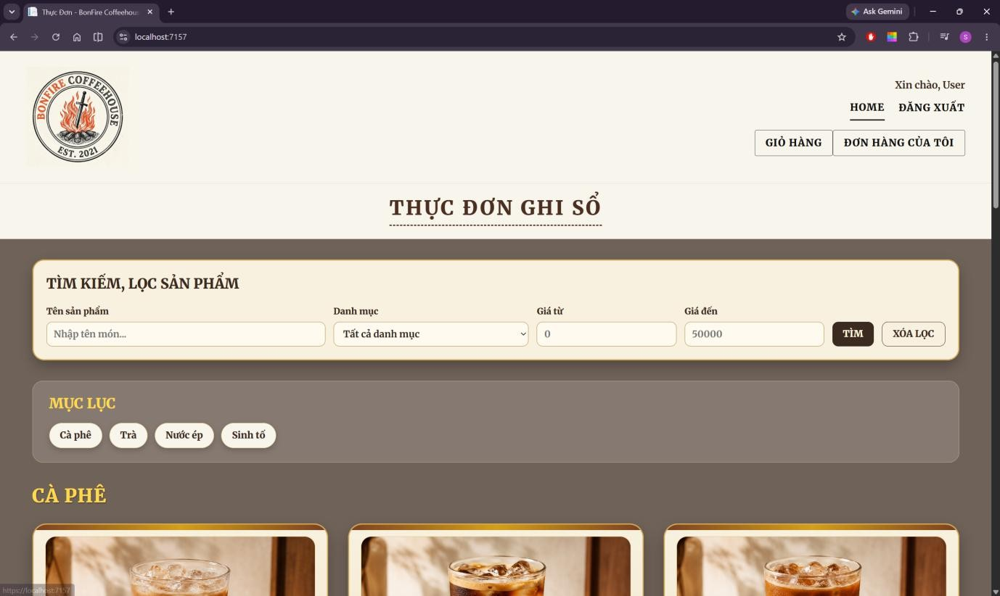 Thực Đơn - BonFire Coffeehous
Ask Gemini
localhost:7157
S
BONFIRE COFFEEHOUSE
EST. 2021
Xin chào, User
HOME ĐĂNG XUẤT
GIỎ HÀNG ĐƠN HÀNG CỦA TÔI
THỰC ĐƠN GHI SỔ
TÌM KIẾM, LỌC SẢN PHẨM
Tên sản phẩm Danh mục Giá từ Giá đến
Nhập tên món... Tất cả danh mục 0 50000 TÌM XÓA LỌC
MỤC LỤC
Cà phê Trà Nước ép Sinh tố
CÀ PHÊ
https://localhost:7157